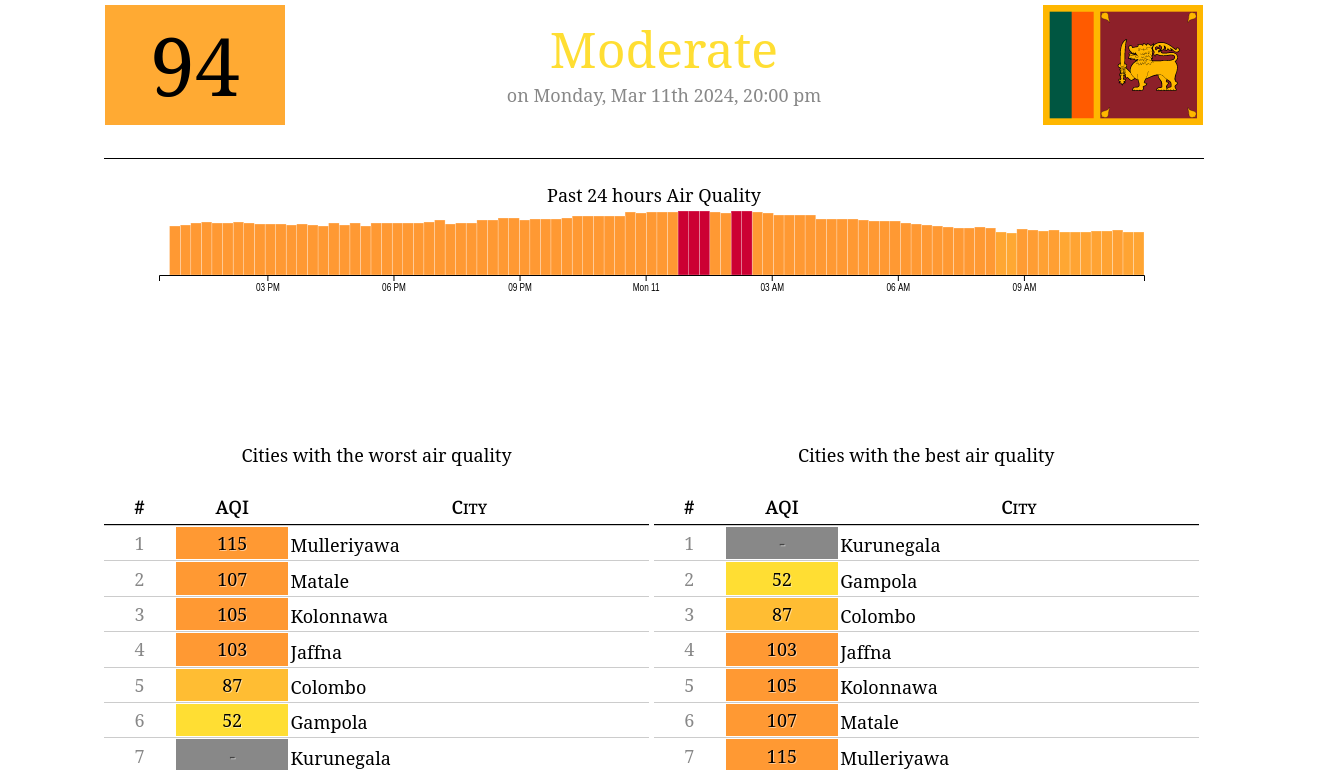 94
Moderate
on Monday, Mar 11th 2024, 20:00 pm
Past 24 hours Air Quality
03 PM 06 PM 09 PM Mon 11 03 AM 06 AM 09 AM
Cities with the worst air quality
# AQI City
1 115 Mulleriyawa
2 107 Matale
3 105 Kolonnawa
4 103 Jaffna
5 87 Colombo
6 52 Gampola
7 - Kurunegala
Cities with the best air quality
# AQI City
1 - Kurunegala
2 52 Gampola
3 87 Colombo
4 103 Jaffna
5 105 Kolonnawa
6 107 Matale
7 115 Mulleriyawa